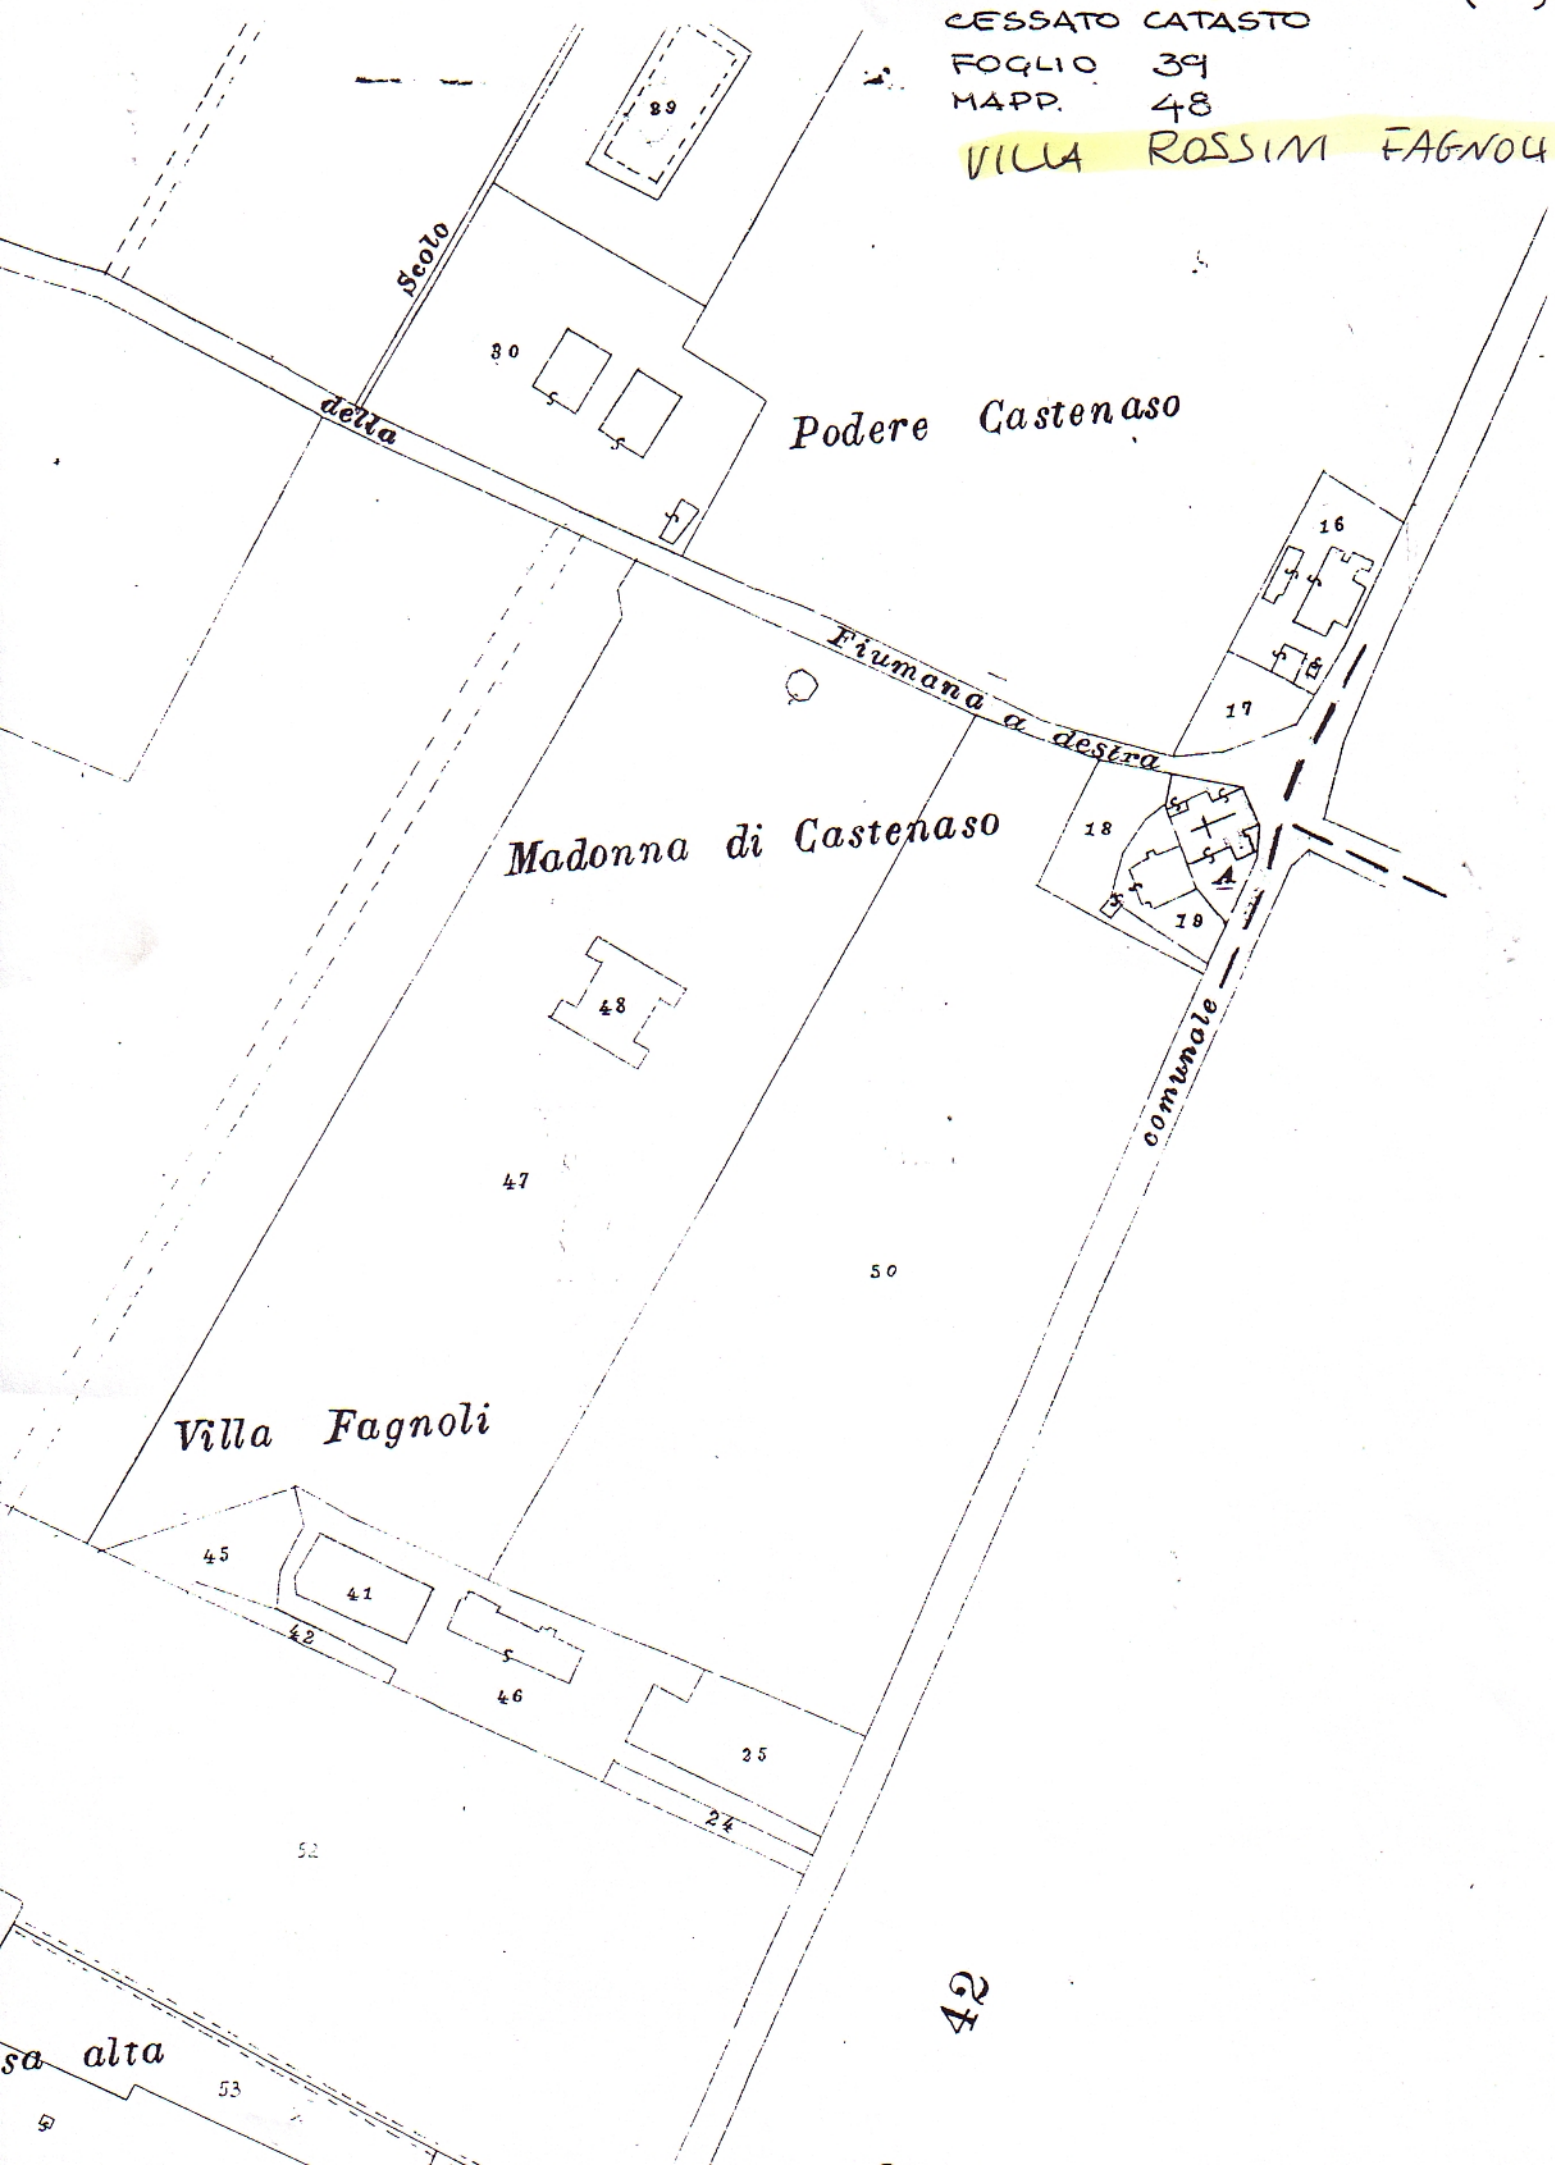 CESSATO CATASTO
FOGLIO 39
MAPP. 48
VILLA ROSSINI FAGNOLI
39
Scolo
30
della
Podere Castenaso
16
17
Fiumana a destra
18
A
19
Madonna di Castenaso
48
comunale
47
50
Villa Fagnoli
45
41
42
46
25
24
52
42
sa alta
53